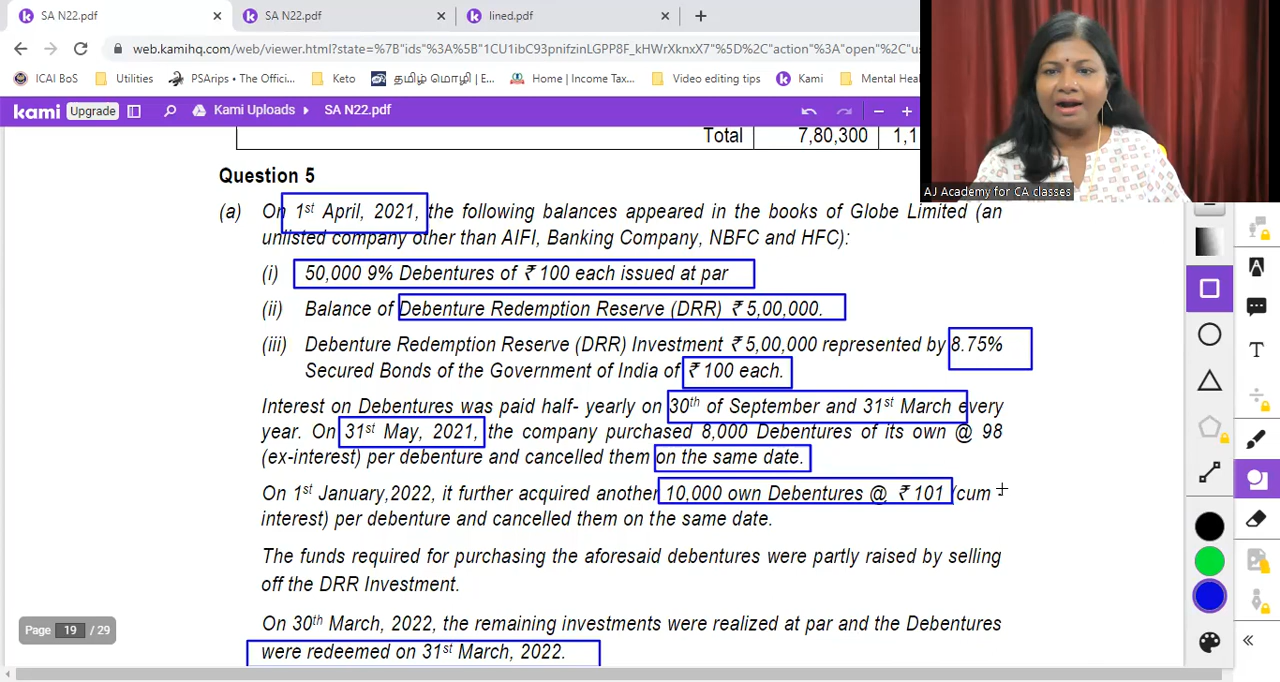 SA N22.pdf
SA N22.pdf
lined.pdf
web.kamihq.com/web/viewer.html?state=%7B"ids"%3A%5B"1CU1ibC93pnifzinLGPP8F_kHWrXknxX7"%5D%2C"action"%3A"open"%2C"u
ICAI BoS
Utilities
PSArips - The Offici...
Keto
தமிழ் மொழி | E...
Home | Income Tax...
Video editing tips
Kami
Mental Heal
kami
Upgrade
Kami Uploads
SA N22.pdf
AJ Academy for CA classes
Total 7,80,300 1,1
Question 5
(a) On 1st April, 2021, the following balances appeared in the books of Globe Limited (an
unlisted company other than AIFI, Banking Company, NBFC and HFC):
(i) 50,000 9% Debentures of ₹ 100 each issued at par
(ii) Balance of Debenture Redemption Reserve (DRR) ₹ 5,00,000.
(iii) Debenture Redemption Reserve (DRR) Investment ₹ 5,00,000 represented by 8.75%
Secured Bonds of the Government of India of ₹ 100 each.
Interest on Debentures was paid half- yearly on 30th of September and 31st March every
year. On 31st May, 2021, the company purchased 8,000 Debentures of its own @ 98
(ex-interest) per debenture and cancelled them on the same date.
On 1st January,2022, it further acquired another 10,000 own Debentures @ ₹ 101 (cum
interest) per debenture and cancelled them on the same date.
The funds required for purchasing the aforesaid debentures were partly raised by selling
off the DRR Investment.
On 30th March, 2022, the remaining investments were realized at par and the Debentures
were redeemed on 31st March, 2022.
Page 19 / 29